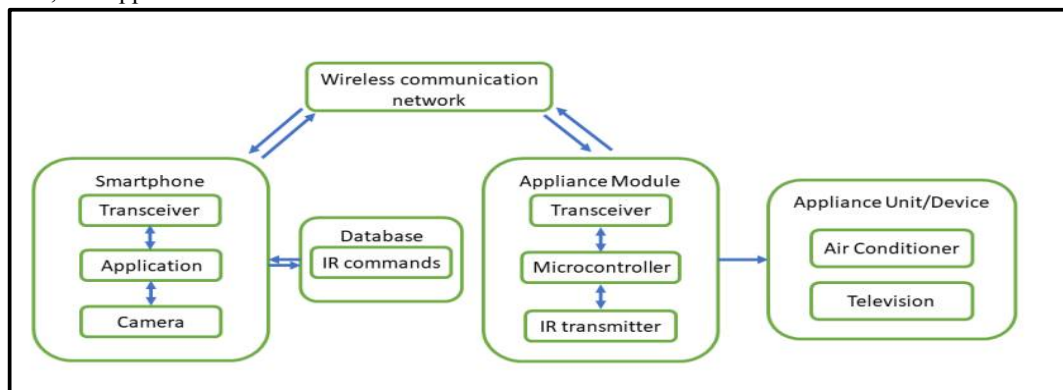 Wireless communication
network
Smartphone
Transceiver
Application
Camera
Database
IR commands
Appliance Module
Transceiver
Microcontroller
IR transmitter
Appliance Unit/Device
Air Conditioner
Television